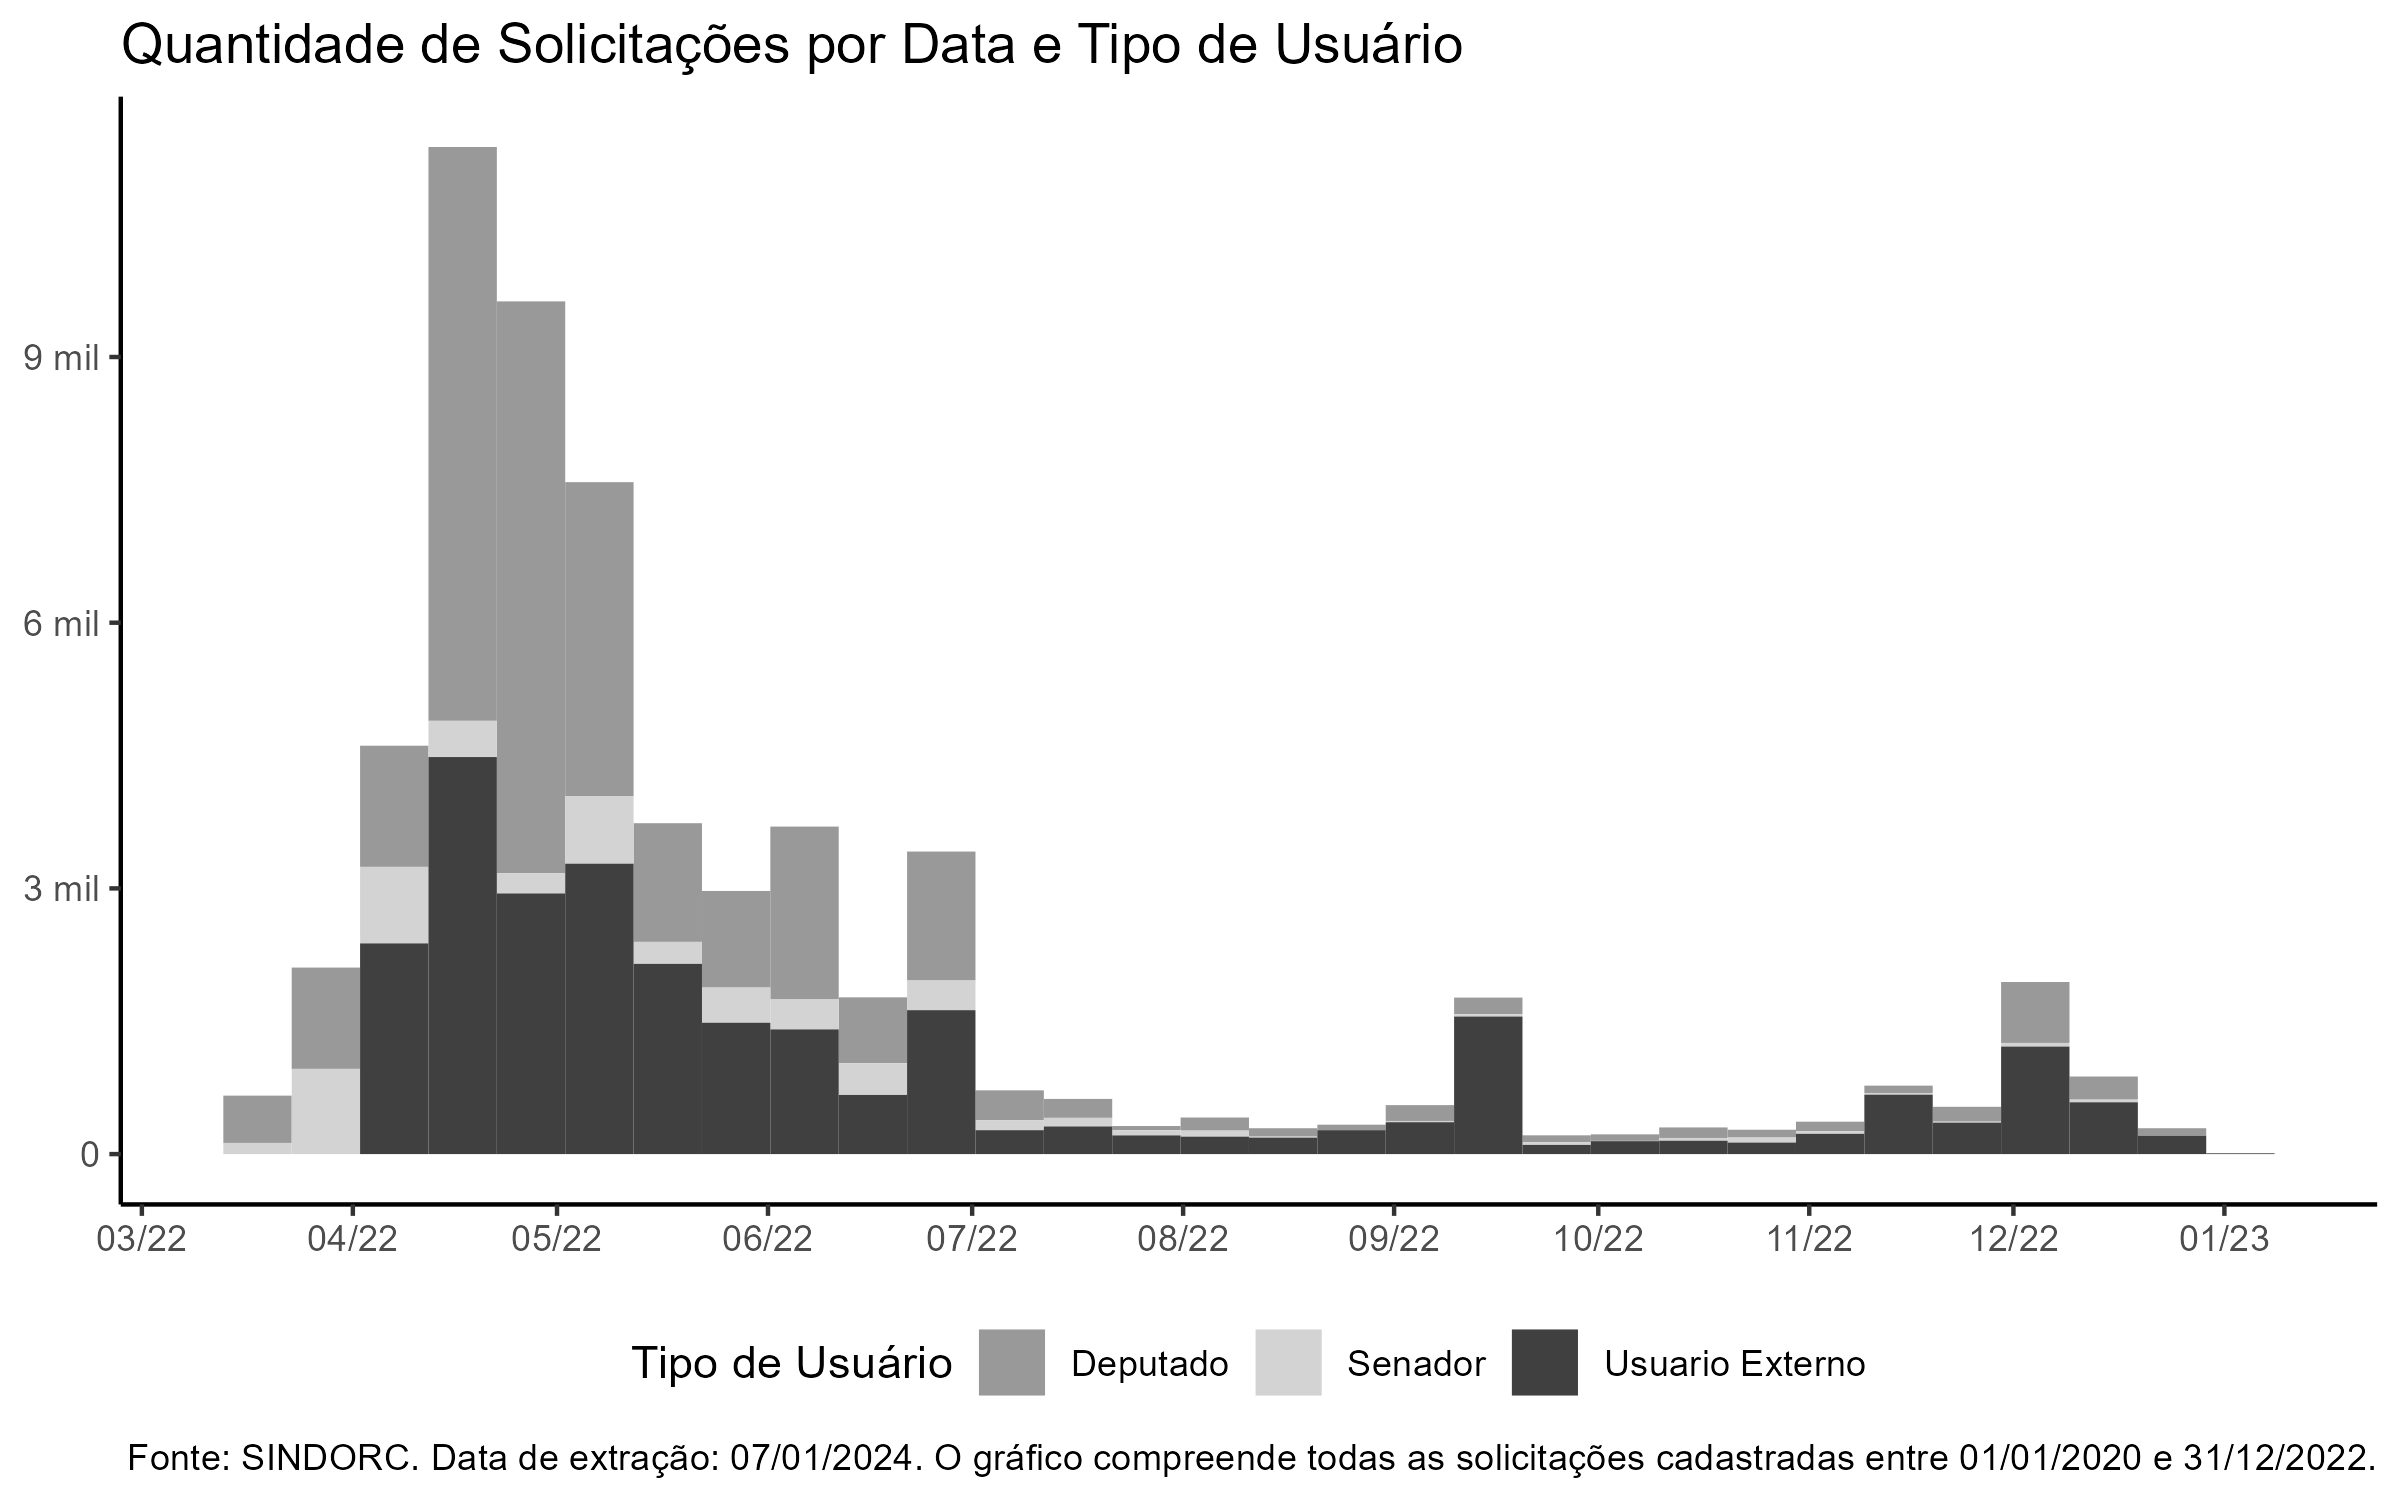 Quantidade de Solicitações por Data e Tipo de Usuário
9 mil
6 mil
3 mil
0
03/22 04/22 05/22 06/22 07/22 08/22 09/22 10/22 11/22 12/22 01/23
Tipo de Usuário Deputado Senador Usuario Externo
Fonte: SINDORC. Data de extração: 07/01/2024. O gráfico compreende todas as solicitações cadastradas entre 01/01/2020 e 31/12/2022.